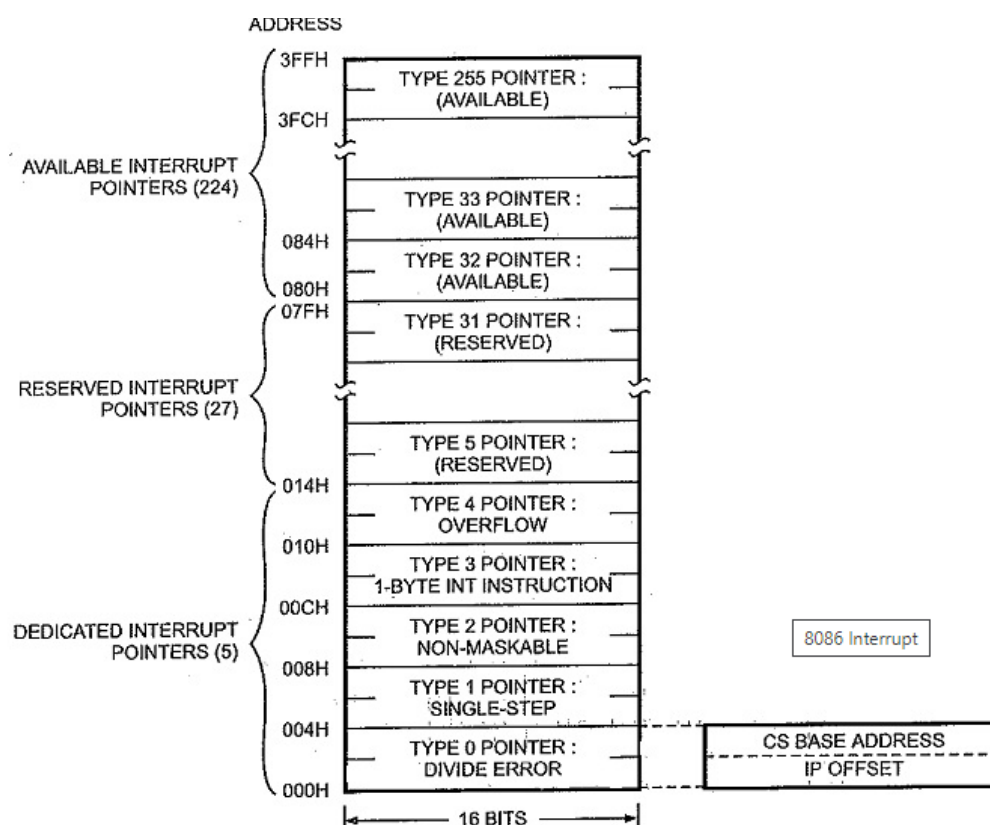 ADDRESS
3FFH
TYPE 255 POINTER :
(AVAILABLE)
3FCH
AVAILABLE INTERRUPT
POINTERS (224)
TYPE 33 POINTER :
(AVAILABLE)
084H
TYPE 32 POINTER :
(AVAILABLE)
080H
07FH
TYPE 31 POINTER :
(RESERVED)
RESERVED INTERRUPT
POINTERS (27)
TYPE 5 POINTER :
(RESERVED)
014H
TYPE 4 POINTER :
OVERFLOW
010H
TYPE 3 POINTER :
1-BYTE INT INSTRUCTION
00CH
DEDICATED INTERRUPT
POINTERS (5)
TYPE 2 POINTER :
NON-MASKABLE
8086 Interrupt
008H
TYPE 1 POINTER :
SINGLE-STEP
004H
TYPE 0 POINTER :
DIVIDE ERROR
CS BASE ADDRESS
IP OFFSET
000H
16 BITS